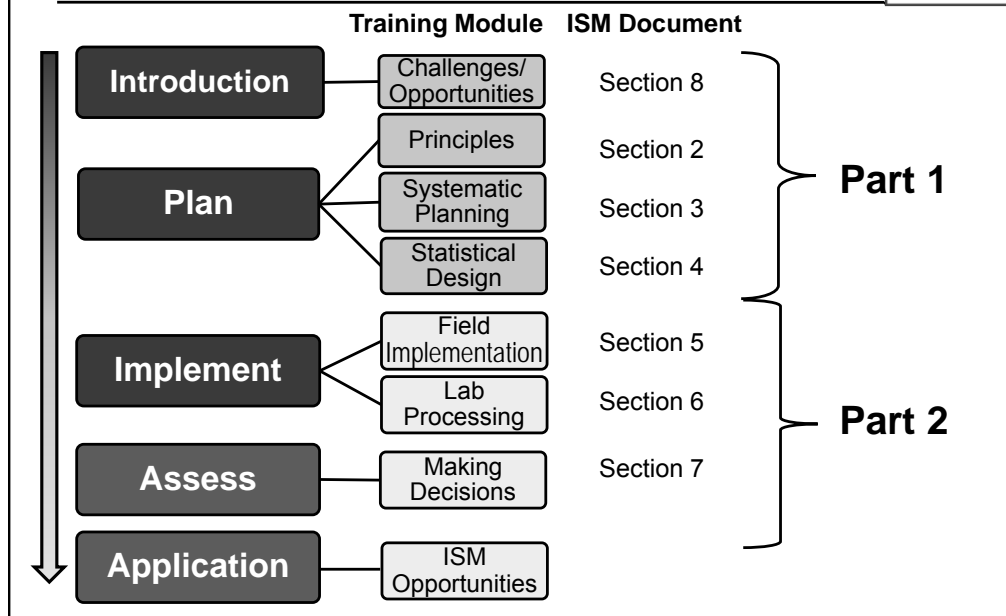 Training Module ISM Document
Introduction
Challenges/
Opportunities
Section 8
Plan
Principles
Section 2
Systematic
Planning
Section 3
Statistical
Design
Section 4
Part 1
Implement
Field
Implementation
Section 5
Lab
Processing
Section 6
Part 2
Assess
Making
Decisions
Section 7
Application
ISM
Opportunities